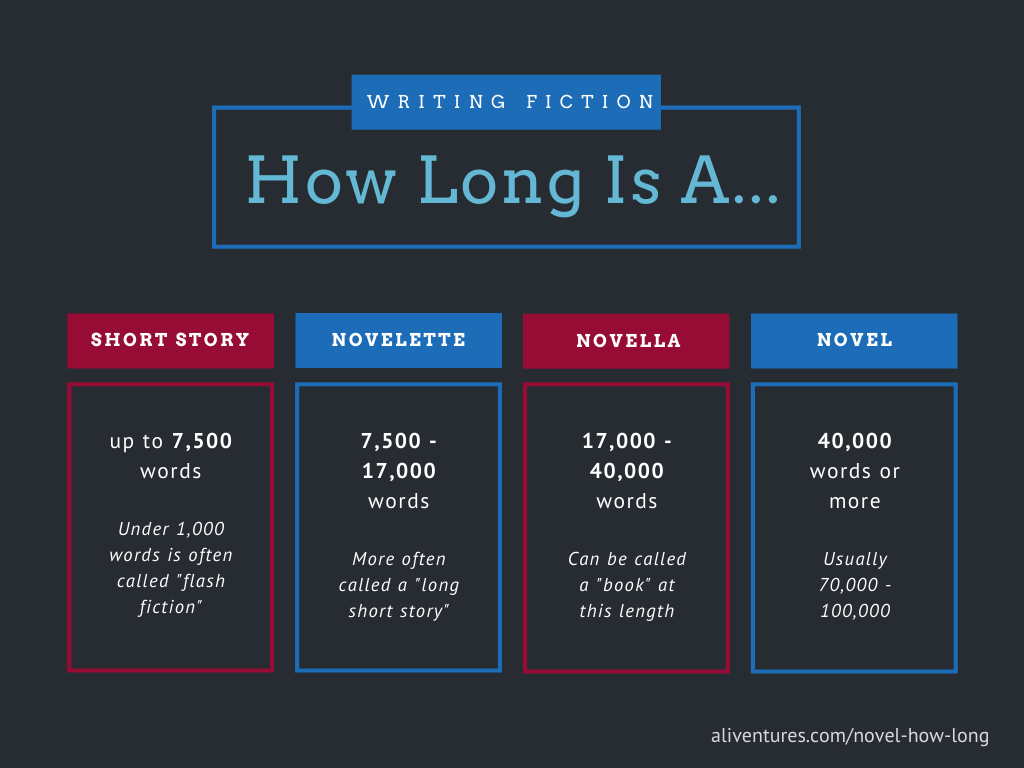 WRITING FICTION
How Long Is A...
SHORT STORY
up to 7,500
words
Under 1,000
words is often
called "flash
fiction"
NOVELETTE
7,500 -
17,000
words
More often
called a "long
short story"
NOVELLA
17,000 -
40,000
words
Can be called
a "book" at
this length
NOVEL
40,000
words or
more
Usually
70,000 -
100,000
aliventures.com/novel-how-long